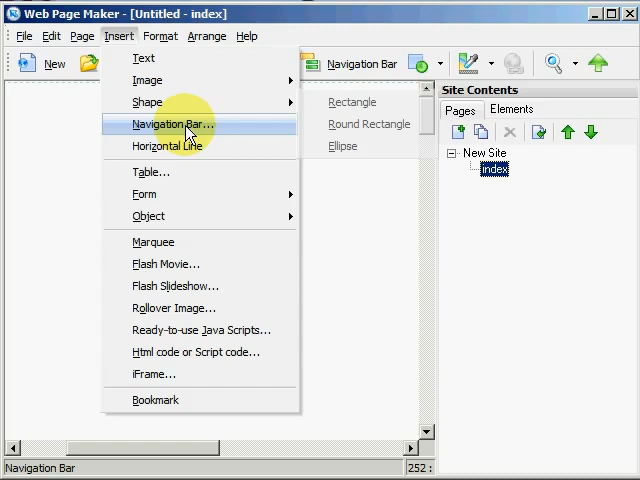 Web Page Maker - [Untitled - index]
File Edit Page Insert Format Arrange Help
New Navigation Bar
Text
Image
Shape
Navigation Bar...
Horizontal Line
Table...
Form
Object
Marquee
Flash Movie...
Flash Slideshow...
Rollover Image...
Ready-to-use Java Scripts...
Html code or Script code...
iFrame...
Bookmark
Rectangle
Round Rectangle
Ellipse
Site Contents
Pages Elements
New Site
index
Navigation Bar 252 :